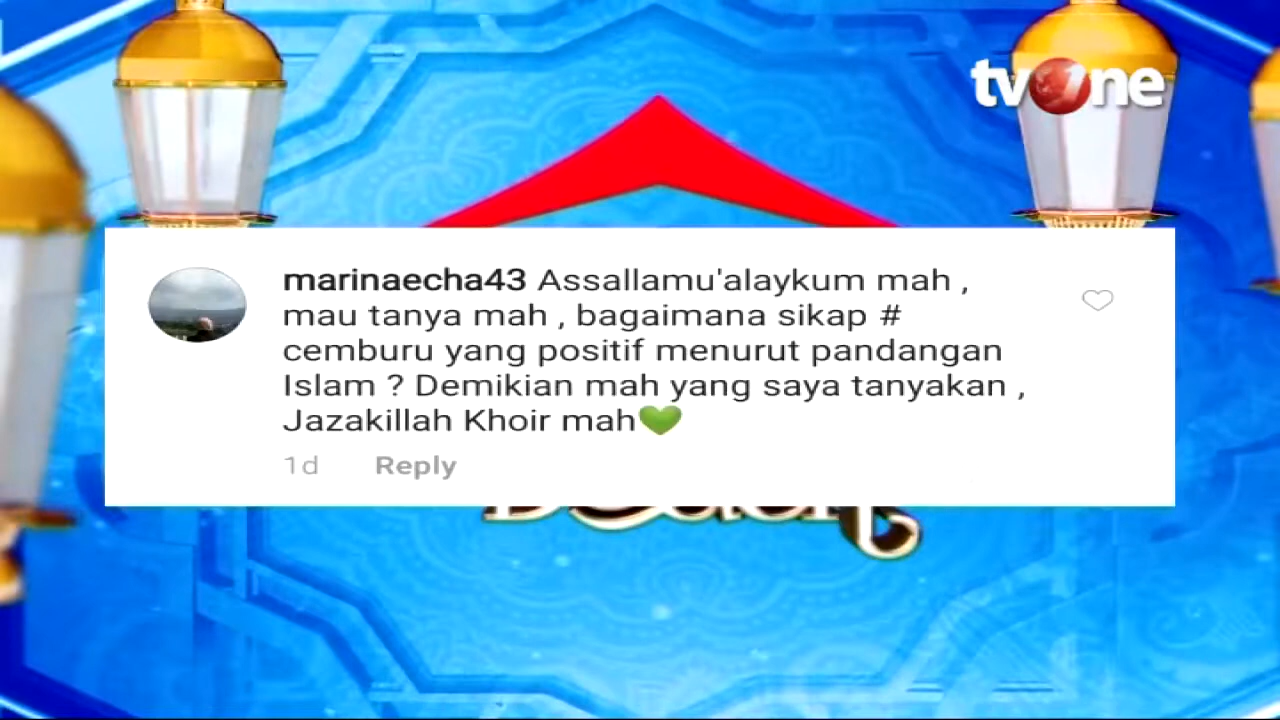 tvOne
marinaecha43 Assallamu'alaykum mah ,
mau tanya mah , bagaimana sikap #
cemburu yang positif menurut pandangan
Islam ? Demikian mah yang saya tanyakan ,
Jazakillah Khoir mah💚
1d Reply